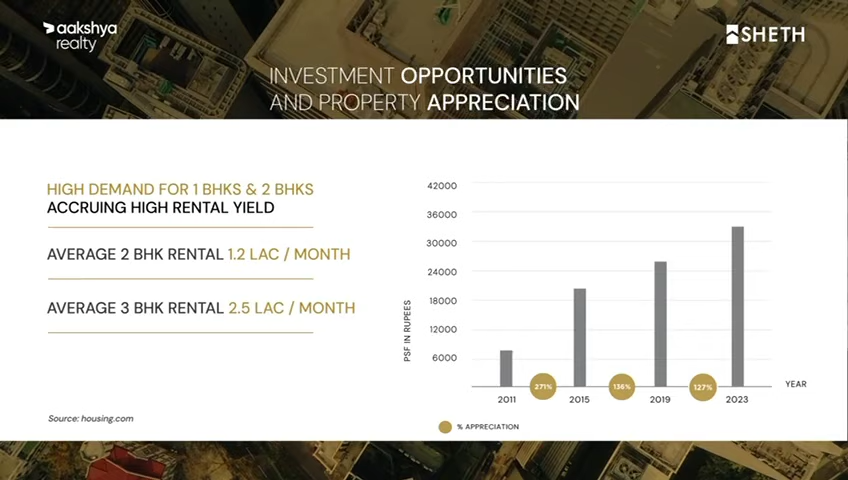 aakshya
realty
SHETH
INVESTMENT OPPORTUNITIES
AND PROPERTY APPRECIATION
HIGH DEMAND FOR 1 BHKS & 2 BHKS
ACCRUING HIGH RENTAL YIELD
AVERAGE 2 BHK RENTAL 1.2 LAC / MONTH
AVERAGE 3 BHK RENTAL 2.5 LAC / MONTH
Source: housing.com
42000
36000
30000
24000
18000
12000
6000
PSF IN RUPEES
271%
136%
127%
YEAR
2011
2015
2019
2023
% APPRECIATION